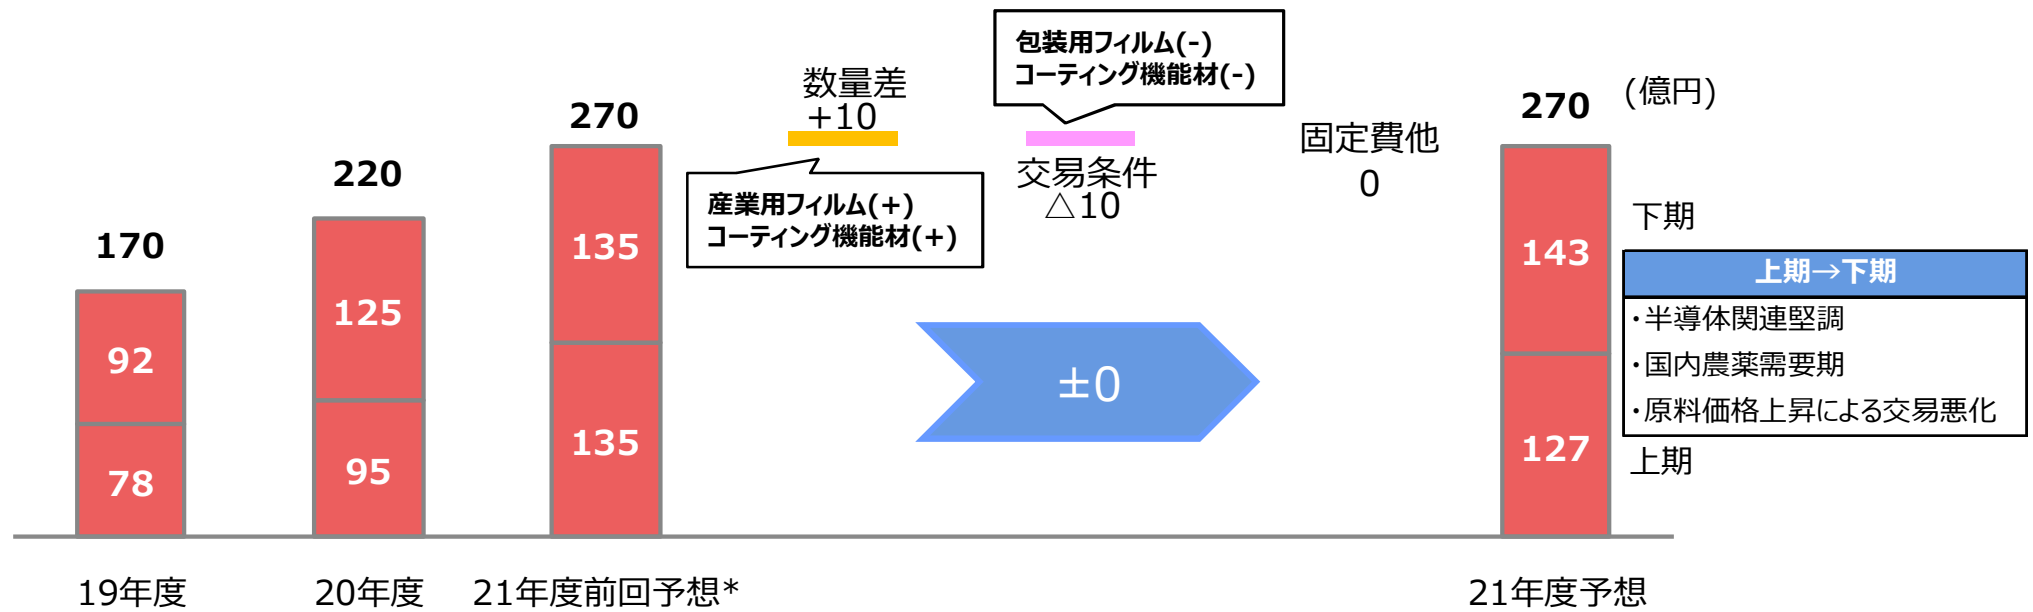 包装用フィルム(-)
コーティング機能材(-)
数量差
+10
170
220
270
270
(億円)
固定費他
0
交易条件
△10
産業用フィルム(+)
コーティング機能材(+)
92
78
125
95
135
135
±0
143
127
下期
上期→下期
・半導体関連堅調
・国内農薬需要期
・原料価格上昇による交易悪化
上期
19年度
20年度
21年度前回予想*
21年度予想